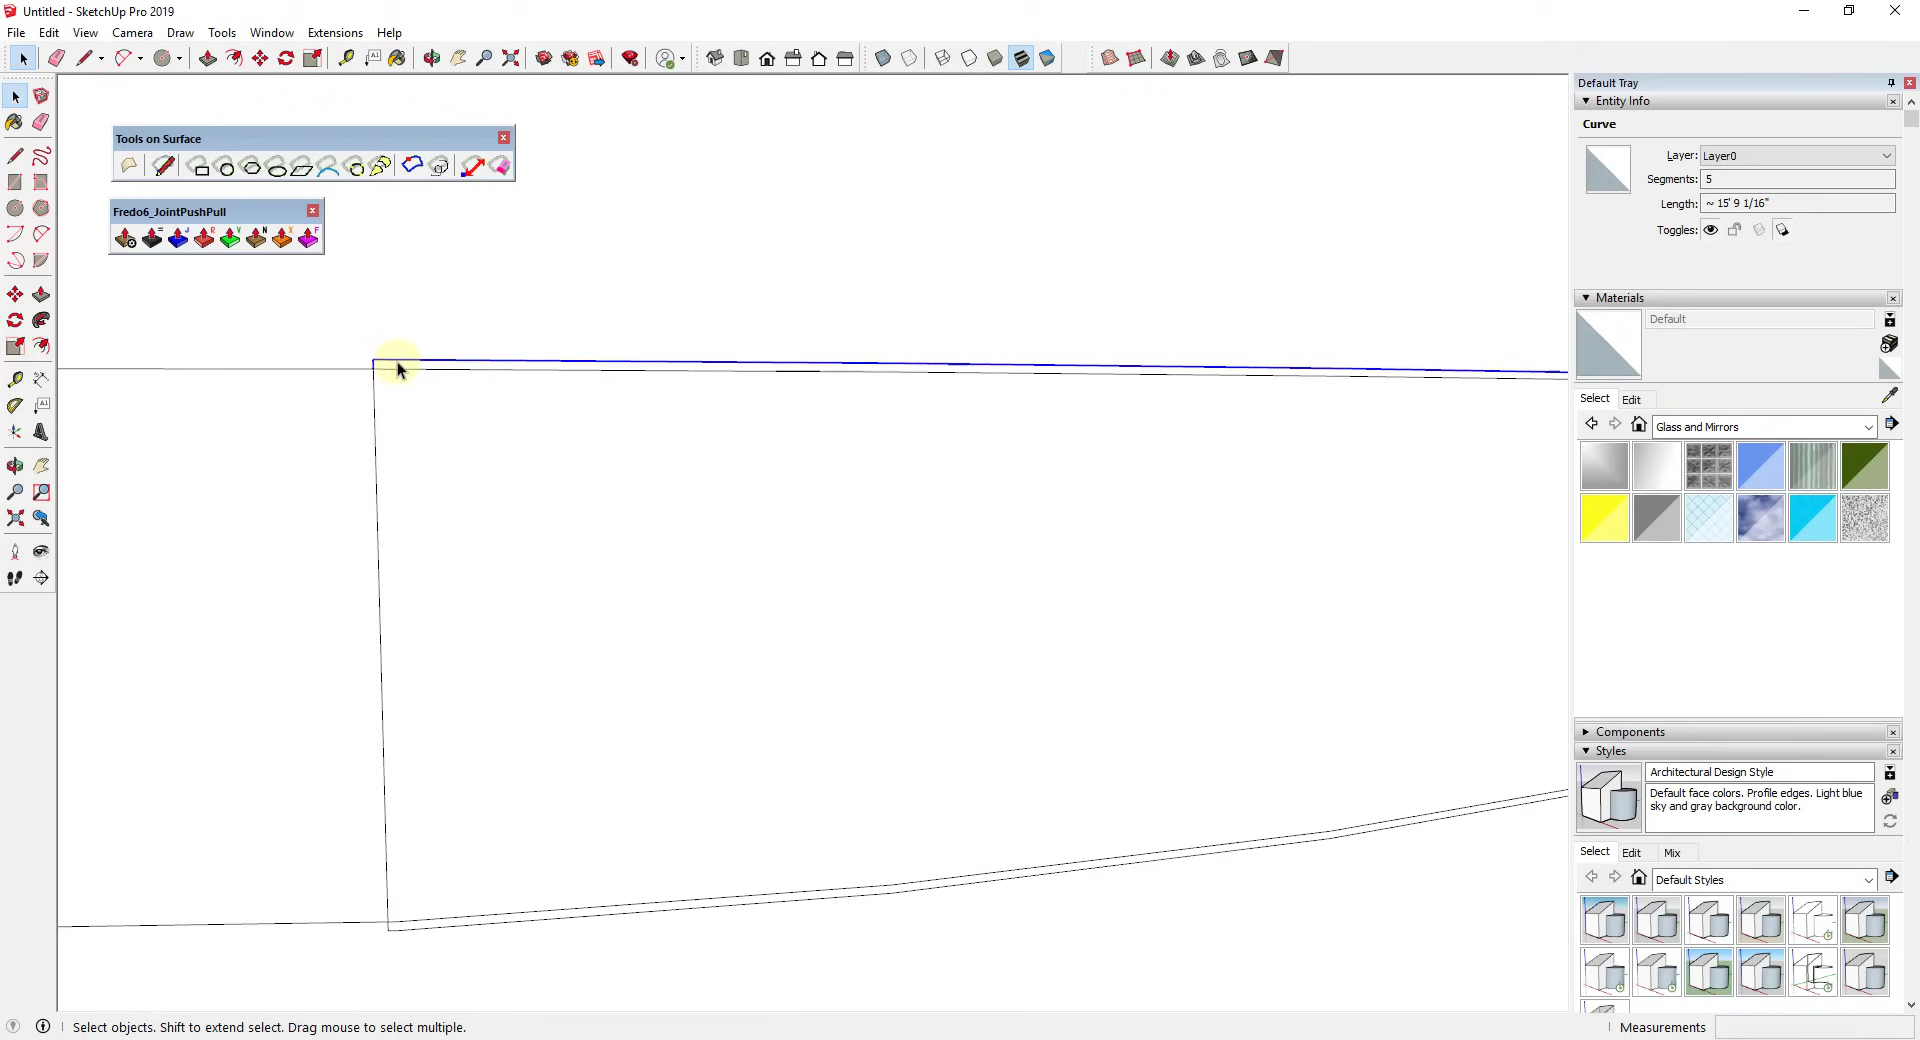 Untitled - SketchUp Pro 2019
File Edit View Camera Draw Tools Window Extensions Help
Default Tray
Entity Info
Curve
Layer: Layer0
Segments: 5
Length: ~ 15' 9 1/16"
Toggles:
Tools on Surface
Fredo6_JointPushPull
= J R V N X F
Materials
Default
Select Edit
Glass and Mirrors
Components
Styles
Architectural Design Style
Default face colors. Profile edges. Light blue
sky and gray background color.
Select Edit Mix
Default Styles
Select objects. Shift to extend select. Drag mouse to select multiple.
Measurements